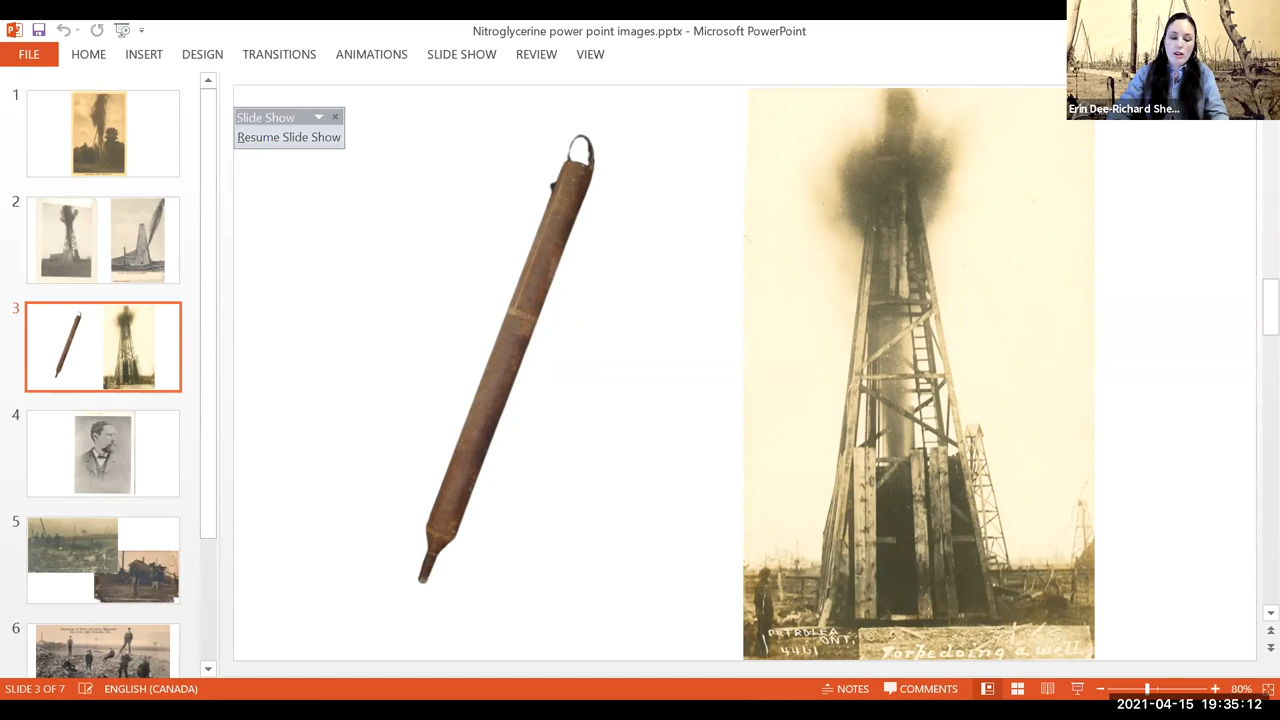 Nitroglycerine power point images.pptx - Microsoft PowerPoint
FILE HOME INSERT DESIGN TRANSITIONS ANIMATIONS SLIDE SHOW REVIEW VIEW
Erin Dee-Richard She...
Slide Show
Resume Slide Show
1
2
3
4
5
6
PETROLEA
ONT.
4461
Torpedoing a well
SLIDE 3 OF 7 ENGLISH (CANADA) NOTES COMMENTS 80%
2021-04-15 19:35:12